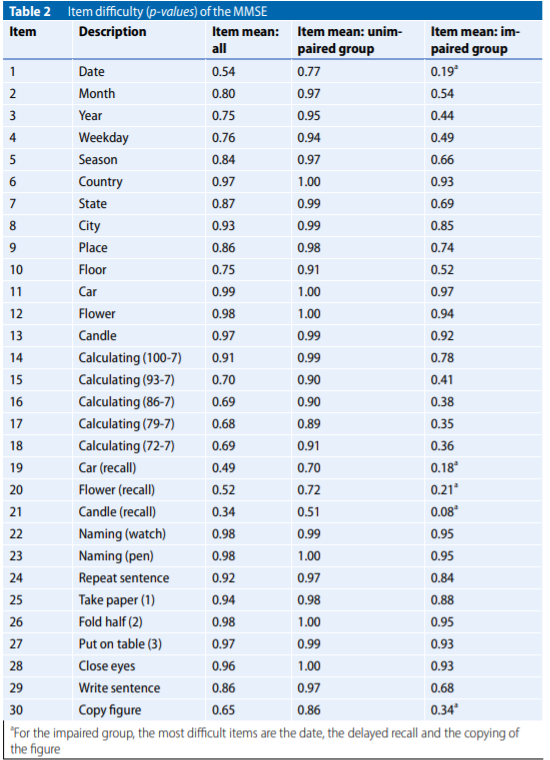 Table 2 Item difficulty (p-values) of the MMSE
Item Description Item mean: all Item mean: unim-paired group Item mean: im-paired group
1 Date 0.54 0.77 0.19ᵃ
2 Month 0.80 0.97 0.54
3 Year 0.75 0.95 0.44
4 Weekday 0.76 0.94 0.49
5 Season 0.84 0.97 0.66
6 Country 0.97 1.00 0.93
7 State 0.87 0.99 0.69
8 City 0.93 0.99 0.85
9 Place 0.86 0.98 0.74
10 Floor 0.75 0.91 0.52
11 Car 0.99 1.00 0.97
12 Flower 0.98 1.00 0.94
13 Candle 0.97 0.99 0.92
14 Calculating (100-7) 0.91 0.99 0.78
15 Calculating (93-7) 0.70 0.90 0.41
16 Calculating (86-7) 0.69 0.90 0.38
17 Calculating (79-7) 0.68 0.89 0.35
18 Calculating (72-7) 0.69 0.91 0.36
19 Car (recall) 0.49 0.70 0.18ᵃ
20 Flower (recall) 0.52 0.72 0.21ᵃ
21 Candle (recall) 0.34 0.51 0.08ᵃ
22 Naming (watch) 0.98 0.99 0.95
23 Naming (pen) 0.98 1.00 0.95
24 Repeat sentence 0.92 0.97 0.84
25 Take paper (1) 0.94 0.98 0.88
26 Fold half (2) 0.98 1.00 0.95
27 Put on table (3) 0.97 0.99 0.93
28 Close eyes 0.96 1.00 0.93
29 Write sentence 0.86 0.97 0.68
30 Copy figure 0.65 0.86 0.34ᵃ
ᵃFor the impaired group, the most difficult items are the date, the delayed recall and the copying of
the figure